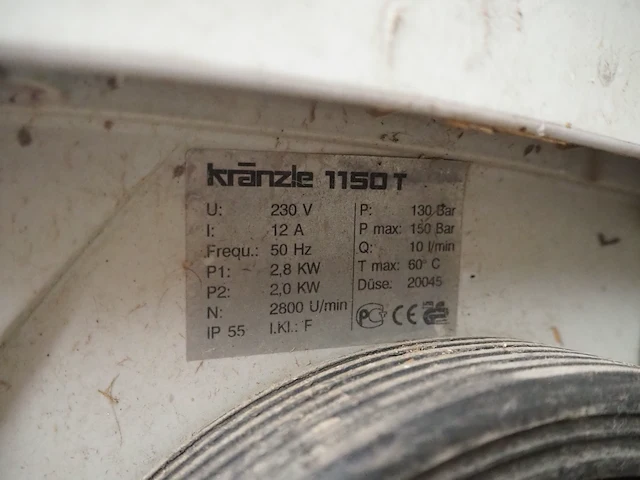 kränzle 1150 T
U: 230 V
I: 12 A
Frequ.: 50 Hz
P1: 2,8 KW
P2: 2,0 KW
N: 2800 U/min
IP 55 I.Kl.: F
P: 130 Bar
P max: 150 Bar
Q: 10 l/min
T max: 60° C
Düse: 20045
CE